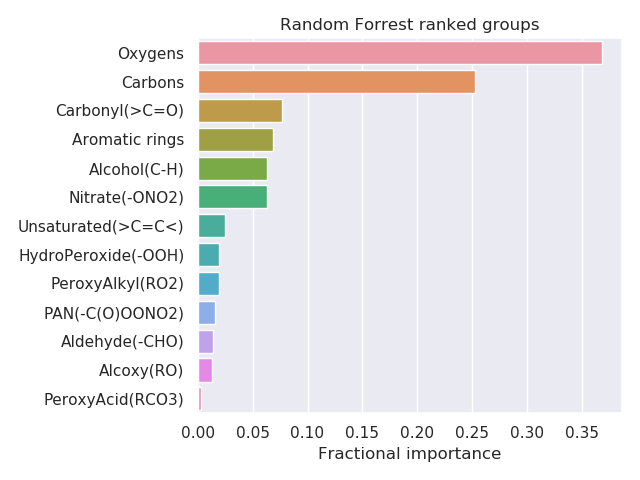 Random Forrest ranked groups
Oxygens
Carbons
Carbonyl(>C=O)
Aromatic rings
Alcohol(C-H)
Nitrate(-ONO2)
Unsaturated(>C=C<)
HydroPeroxide(-OOH)
PeroxyAlkyl(RO2)
PAN(-C(O)OONO2)
Aldehyde(-CHO)
Alcoxy(RO)
PeroxyAcid(RCO3)
0.00 0.05 0.10 0.15 0.20 0.25 0.30 0.35
Fractional importance